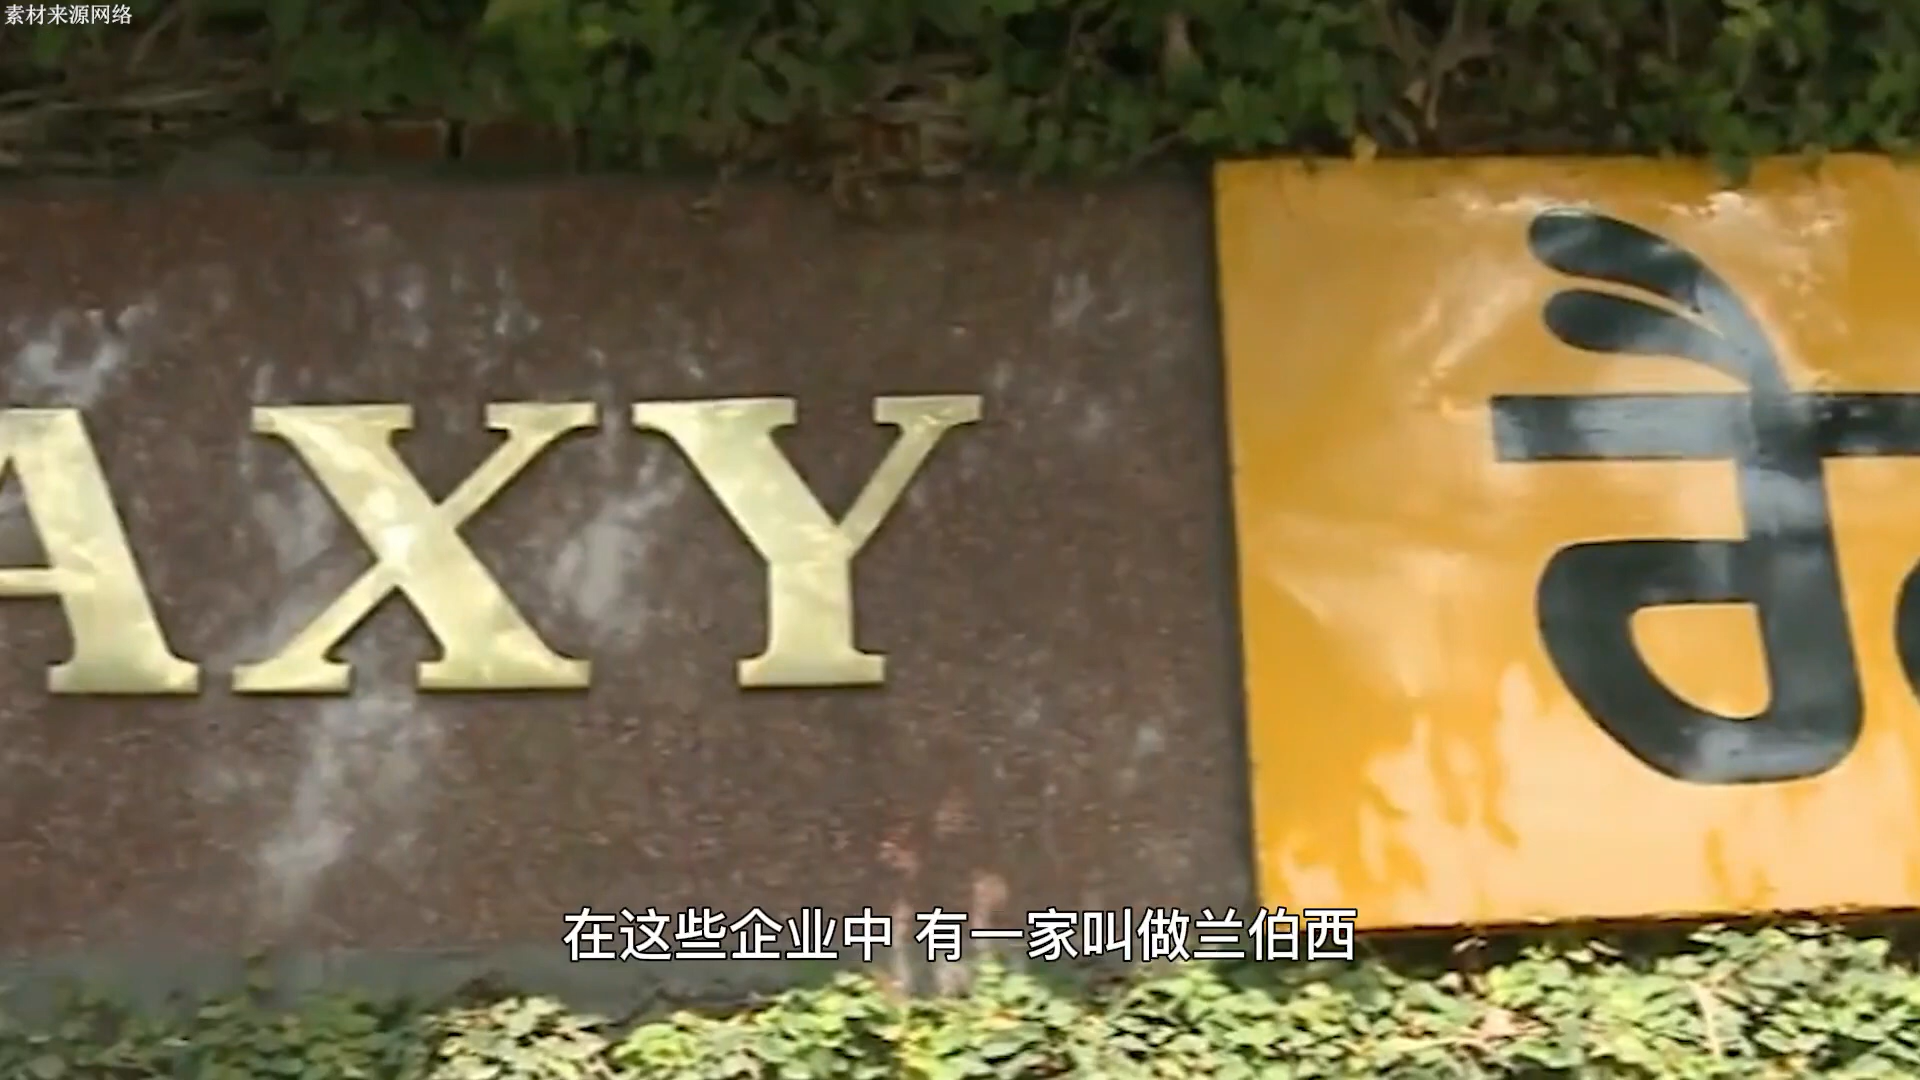 素材来源网络
AXY
在这些企业中 有一家叫做兰伯西